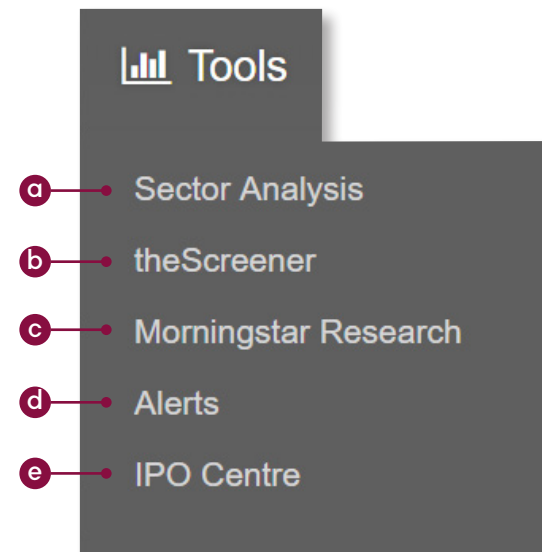 Tools
a Sector Analysis
b theScreener
c Morningstar Research
d Alerts
e IPO Centre